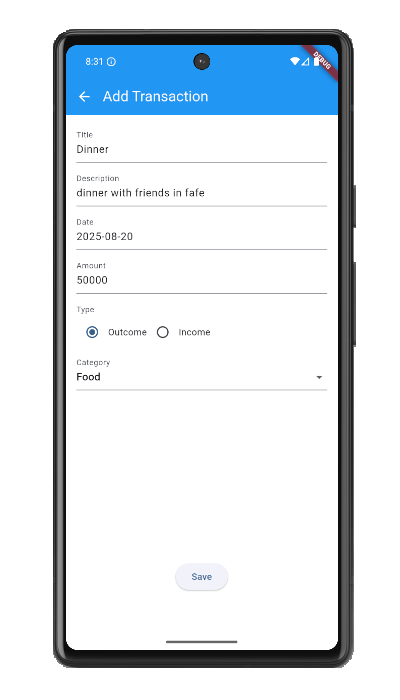 8:31
DEBUG
Add Transaction
Title
Dinner
Description
dinner with friends in fafe
Date
2025-08-20
Amount
50000
Type
Outcome Income
Category
Food
Save